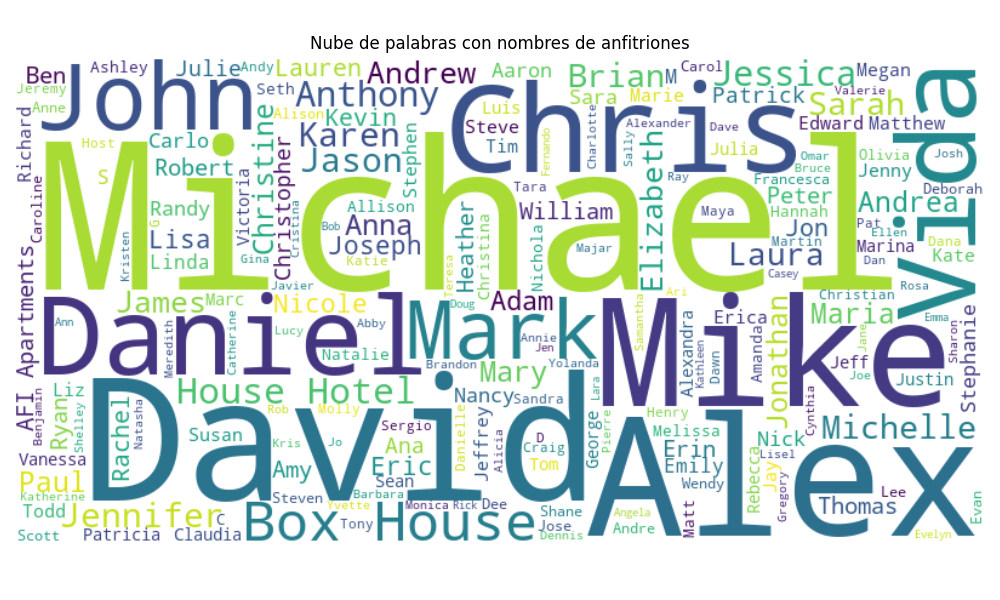 Nube de palabras con nombres de anfitriones
John
Ben
Ashley
Julie
Andy
Lauren
Andrew
Aaron
Brian
M
Carol
Jessica
Megan
Jeremy
Anne
Seth
Anthony
Chris
Luis
Sara
Marie
Patrick
Valerie
Sarah
Vida
Richard
Host
Carlo
Christine
Alison
Kevin
Steve
Fernando
Charlotte
Alexander
Dave
Edward
Matthew
Karen
Tim
Sally
Julia
Robert
Christopher
Jason
Stephen
Elizabeth
Omar
Bruce
Olivia
Josh
Caroline
S
Michael
Victoria
Tara
Ray
Francesca
Jenny
Deborah
Randy
Allison
Heather
William
Maya
Peter
Hannah
Andrea
Lisa
G
Cristina
Bob
Anna
Joseph
Christina
Nichola
Majar
Jon
Martin
Pat
Ellen
Marina
Dana
Kate
Kristen
Linda
Gina
Katie
Teresa
Laura
Casey
Dan
Apartments
James
Marc
Javier
Nicole
Doug
Adam
Ari
Christian
Rosa
Ann
Daniel
Lucy
Abby
Mark
Annie
Jen
Samantha
Mike
Erica
Maria
Emma
Meredith
Catherine
Natalie
Brandon
Mary
Yolanda
Alexandra
Kathleen
Dawn
Amanda
Jonathan
Jane
Jeff
Joe
Justin
Sharon
Stephanie
AFI
Benjamin
Liz
House Hotel
Nancy
Sandra
Lara
Ryan
Shelley
Rachel
Natasha
David
Rob
Molly
Sergio
Danielle
Jeffrey
Alicia
D
Craig
George
Pierre
Henry
Melissa
Alex
Cynthia
Michelle
Vanessa
Susan
Kris
Jo
Ana
Erin
Nick
Lisel
Paul
Amy
Eric
Sean
Tom
Emily
Wendy
Rebecca
Jay
Gregory
Katherine
Steven
Barbara
Todd
Jennifer
C
Yvette
Monica
Rick
Dee
Shane
Angela
Matt
Thomas
Lee
Evan
Scott
Patricia
Claudia
Box
Tony
House
Jose
Dennis
Andre
Evelyn